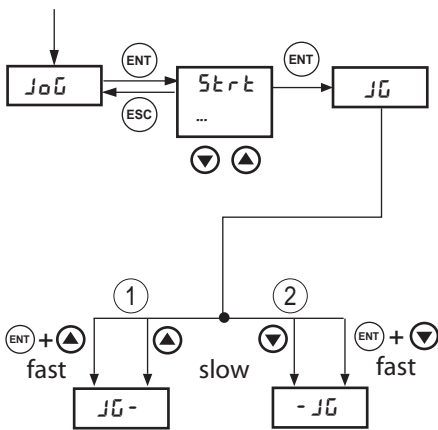 ENT
ENT
JoG
Strt
JG
ESC
...
1
2
ENT +
ENT +
fast
slow
fast
JG-
-JG